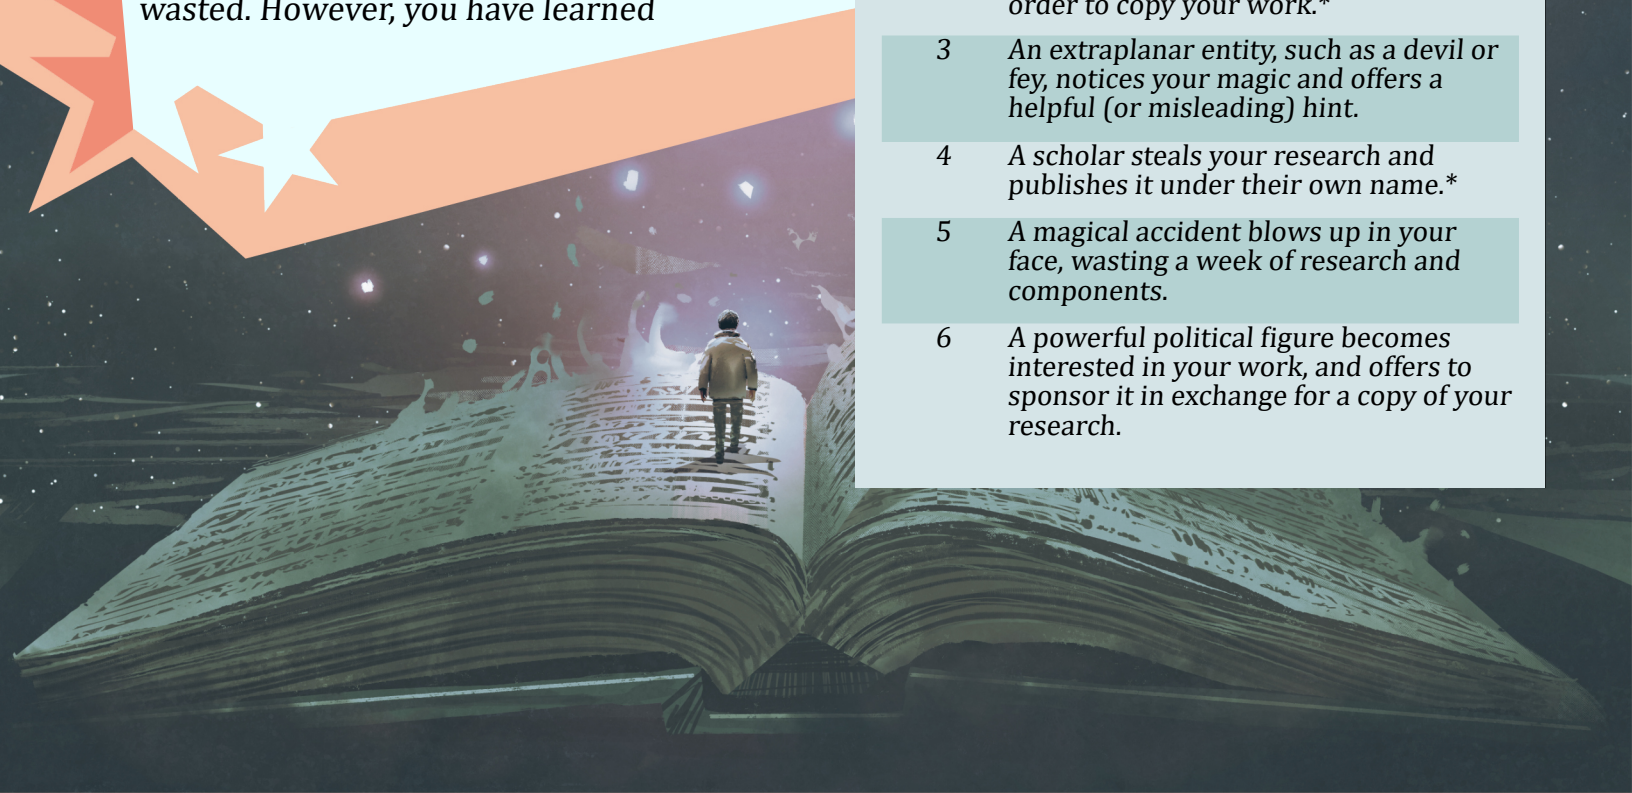 wasted. However, you have learned
order to copy your work.*
3 An extraplanar entity, such as a devil or
fey, notices your magic and offers a
helpful (or misleading) hint.
4 A scholar steals your research and
publishes it under their own name.*
5 A magical accident blows up in your
face, wasting a week of research and
components.
6 A powerful political figure becomes
interested in your work, and offers to
sponsor it in exchange for a copy of your
research.